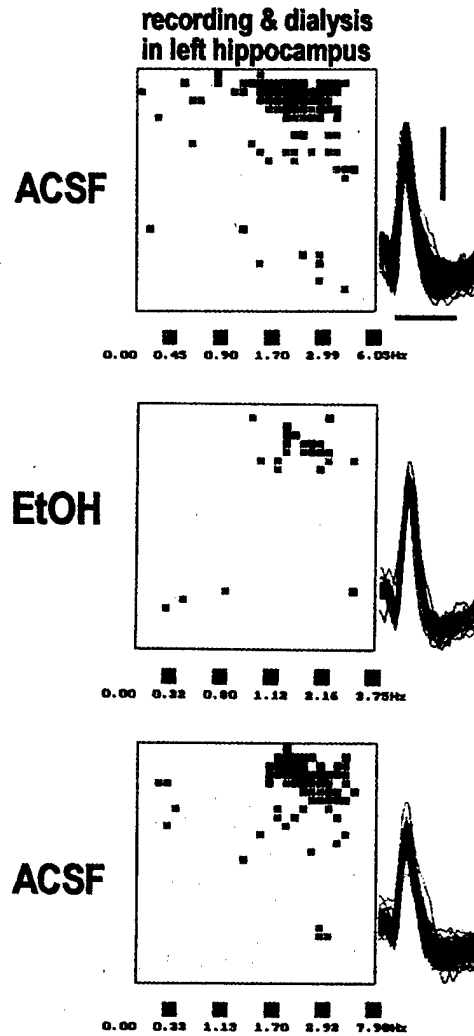 recording & dialysis
in left hippocampus
ACSF
0.00 0.45 0.90 1.70 2.99 6.05Hz
EtOH
0.00 0.32 0.80 1.12 2.16 3.75Hz
ACSF
0.00 0.33 1.13 1.70 2.92 7.90Hz